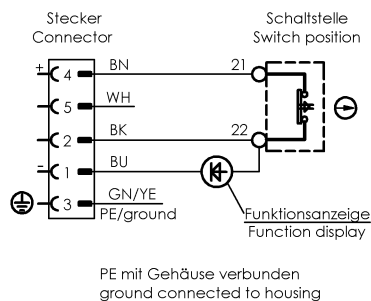 Stecker
Connector
Schaltstelle
Switch position
+ 4 BN 21
5 WH
2 BK 22
- 1 BU
3 GN/YE
PE/ground
Funktionsanzeige
Function display
PE mit Gehäuse verbunden
ground connected to housing